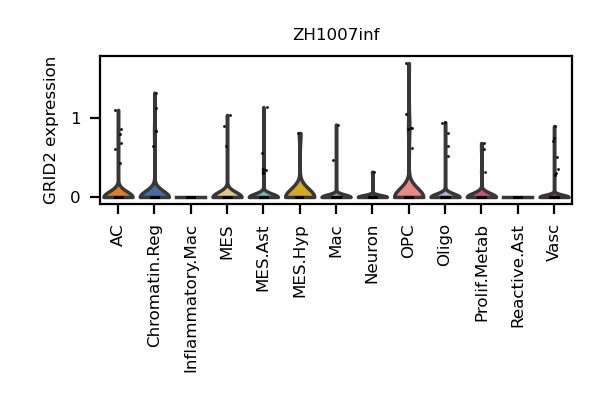 ZH1007inf
GRID2 expression
1
0
AC
Chromatin.Reg
Inflammatory.Mac
MES
MES.Ast
MES.Hyp
Mac
Neuron
OPC
Oligo
Prolif.Metab
Reactive.Ast
Vasc